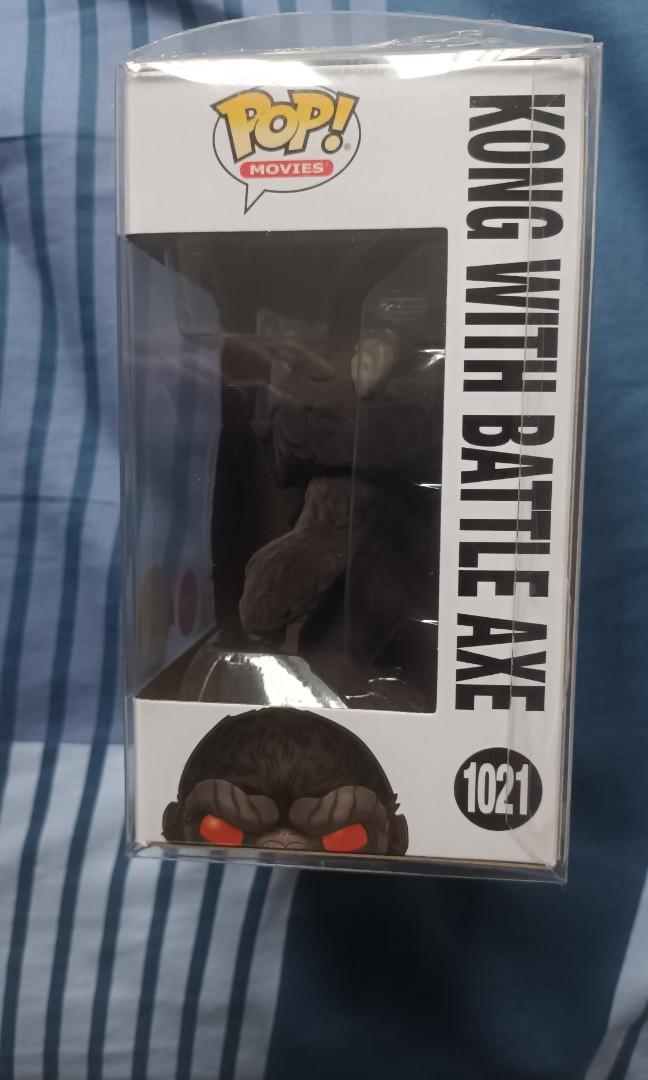 POP!®
MOVIES
KONG WITH BATTLE AXE
1021